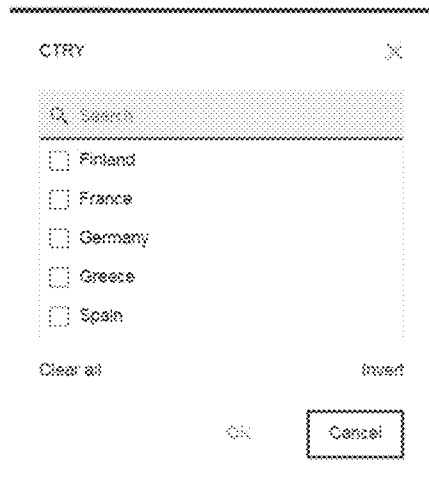 CTRY
Search
Finland
France
Germany
Greece
Spain
Clear all
Invert
OK
Cancel